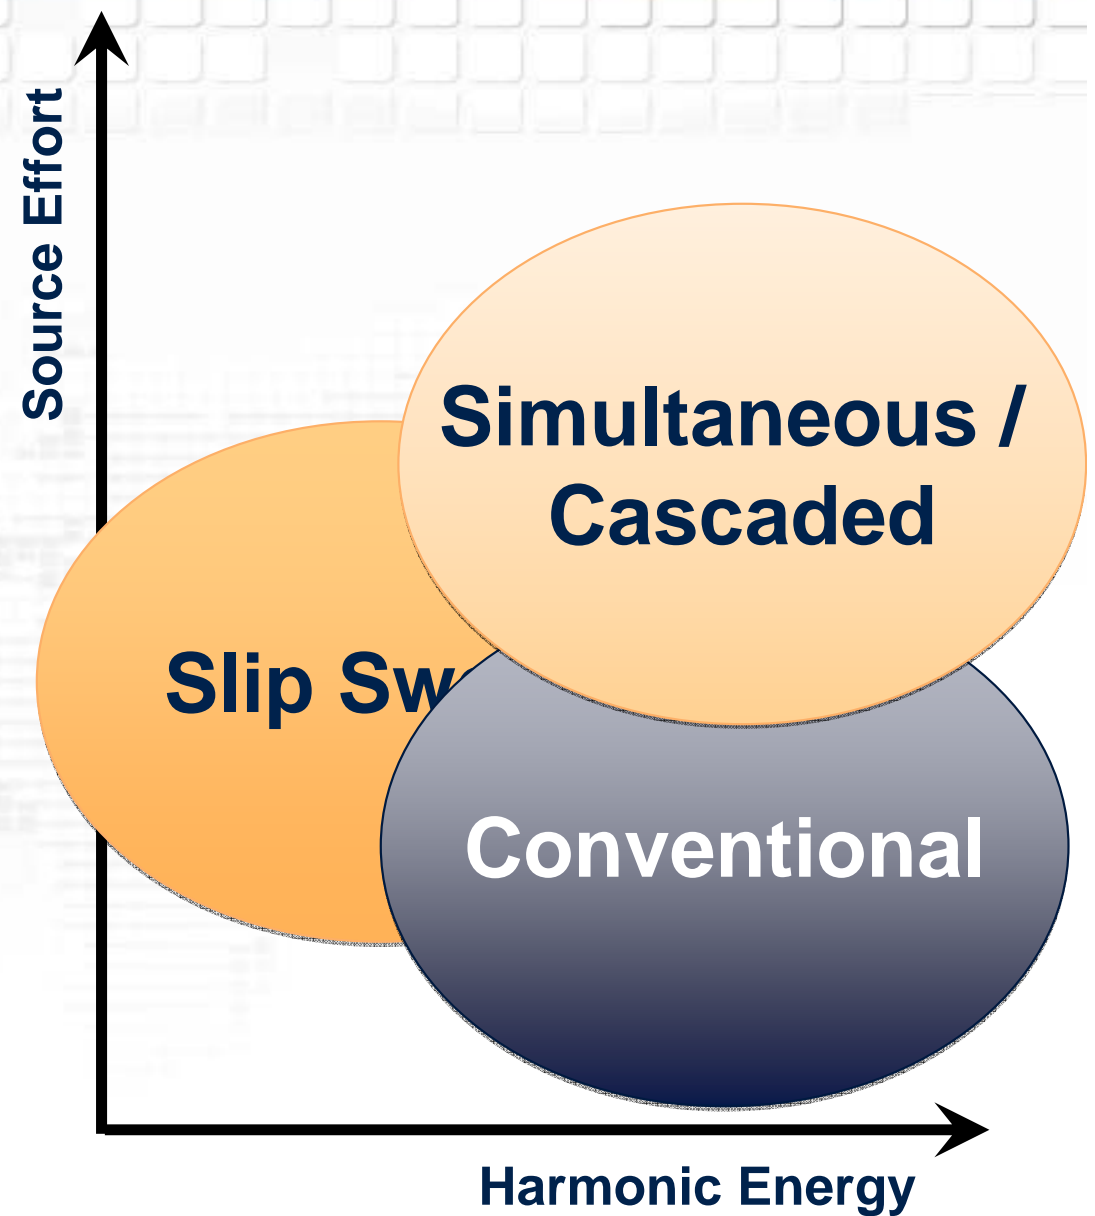 Source Effort
Simultaneous /
Cascaded
Slip
Conventional
Harmonic Energy